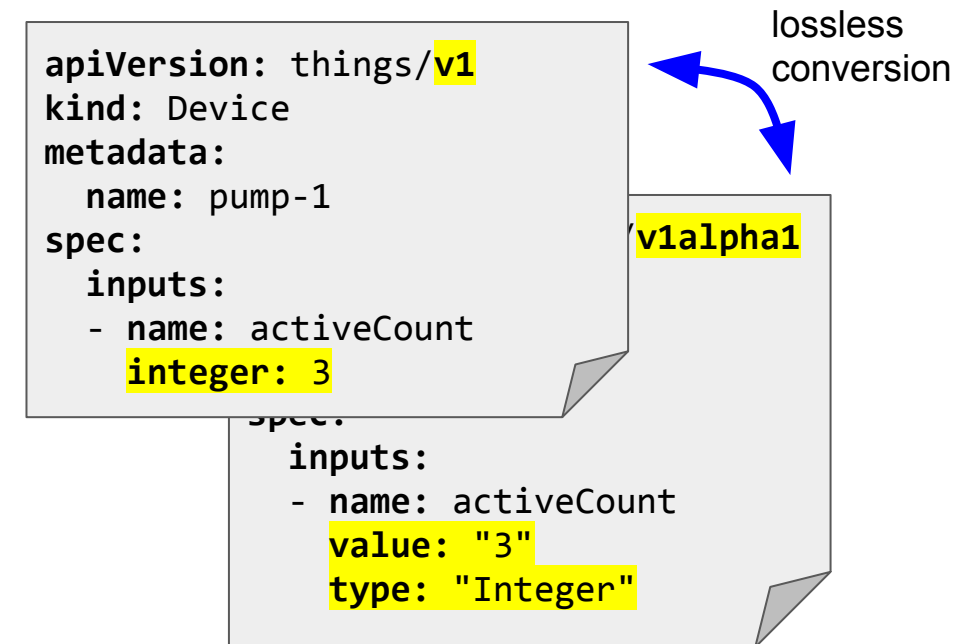 lossless
conversion
apiVersion: things/v1
kind: Device
metadata:
  name: pump-1
spec:
  inputs:
  - name: activeCount
    integer: 3
/v1alpha1
spec:
  inputs:
  - name: activeCount
    value: "3"
    type: "Integer"